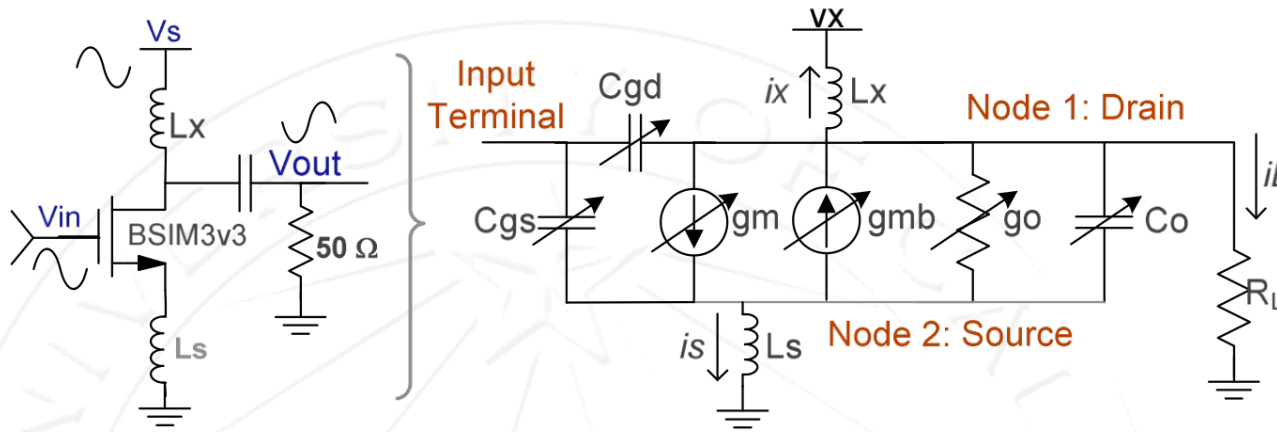 Vs
Lx
Vout
Vin
BSIM3v3
50 Ω
Ls
Input
Terminal
Cgd
vx
ix
Lx
Node 1: Drain
iL
Cgs
gm
gmb
go
Co
RL
is
Ls
Node 2: Source